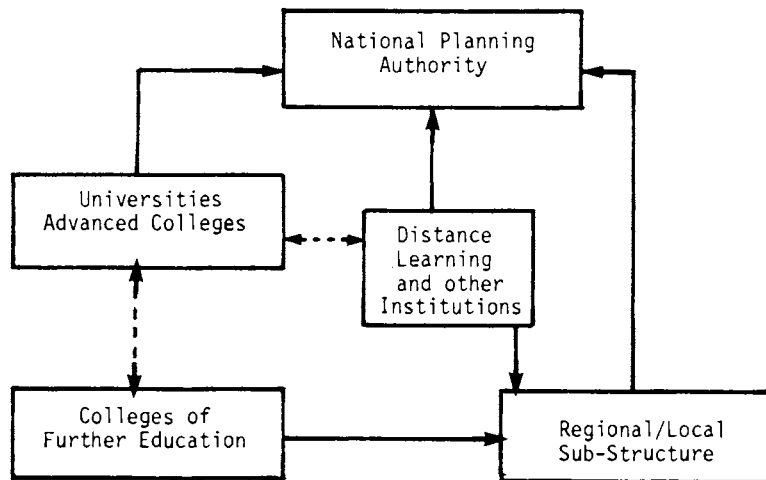 National Planning
Authority
Universities
Advanced Colleges
Distance
Learning
and other
Institutions
Colleges of
Further Education
Regional/Local
Sub-Structure